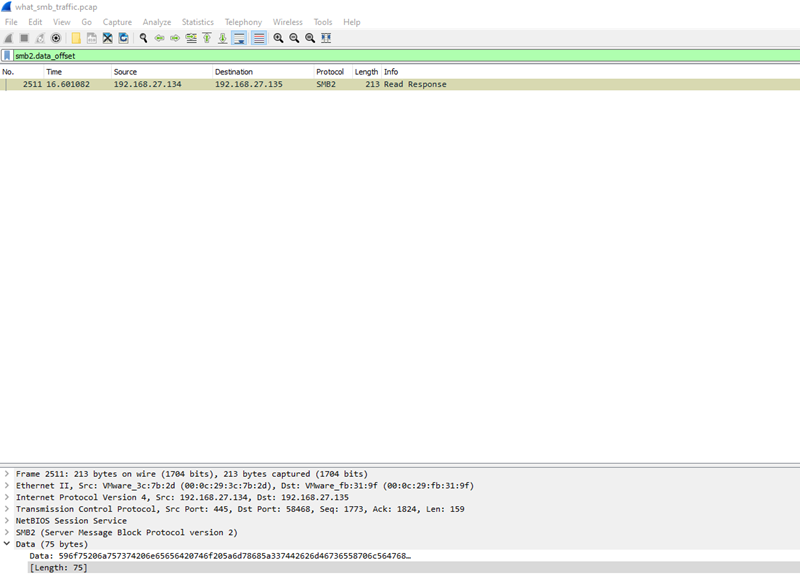 what_smb_traffic.pcap
File Edit View Go Capture Analyze Statistics Telephony Wireless Tools Help
smb2.data_offset
No. Time Source Destination Protocol Length Info
2511 16.601082 192.168.27.134 192.168.27.135 SMB2 213 Read Response
Frame 2511: 213 bytes on wire (1704 bits), 213 bytes captured (1704 bits)
Ethernet II, Src: VMware_3c:7b:2d (00:0c:29:3c:7b:2d), Dst: VMware_fb:31:9f (00:0c:29:fb:31:9f)
Internet Protocol Version 4, Src: 192.168.27.134, Dst: 192.168.27.135
Transmission Control Protocol, Src Port: 445, Dst Port: 58468, Seq: 1773, Ack: 1824, Len: 159
NetBIOS Session Service
SMB2 (Server Message Block Protocol version 2)
Data (75 bytes)
Data: 596f75206a757374206e65656420746f205a6d78685a337442626d46736558706c564768…
[Length: 75]